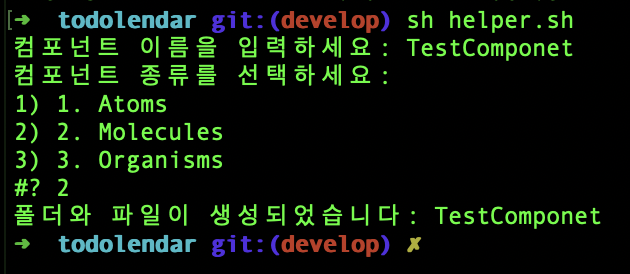 ➜ todolendar git:(develop) sh helper.sh
컴포넌트 이름을 입력하세요: TestComponet
컴포넌트 종류를 선택하세요:
1) 1. Atoms
2) 2. Molecules
3) 3. Organisms
#? 2
폴더와 파일이 생성되었습니다: TestComponet
➜ todolendar git:(develop) ✗